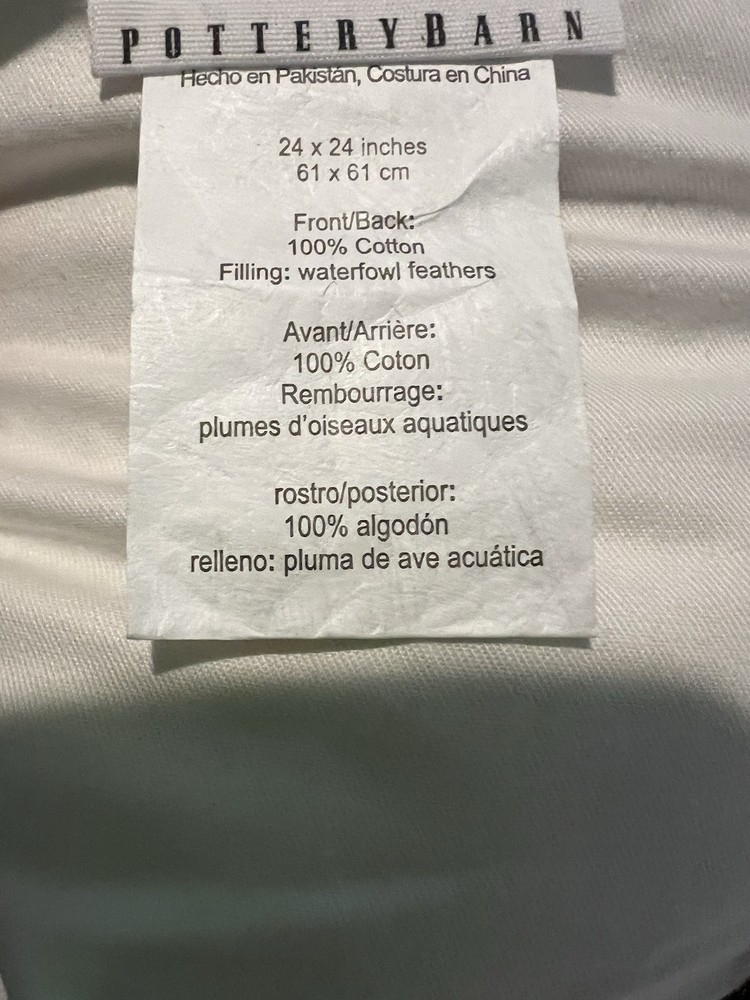 POTTERYBARN
Hecho en Pakistán, Costura en China
24 x 24 inches
61 x 61 cm
Front/Back:
100% Cotton
Filling: waterfowl feathers
Avant/Arrière:
100% Coton
Rembourrage:
plumes d'oiseaux aquatiques
rostro/posterior:
100% algodón
relleno: pluma de ave acuática